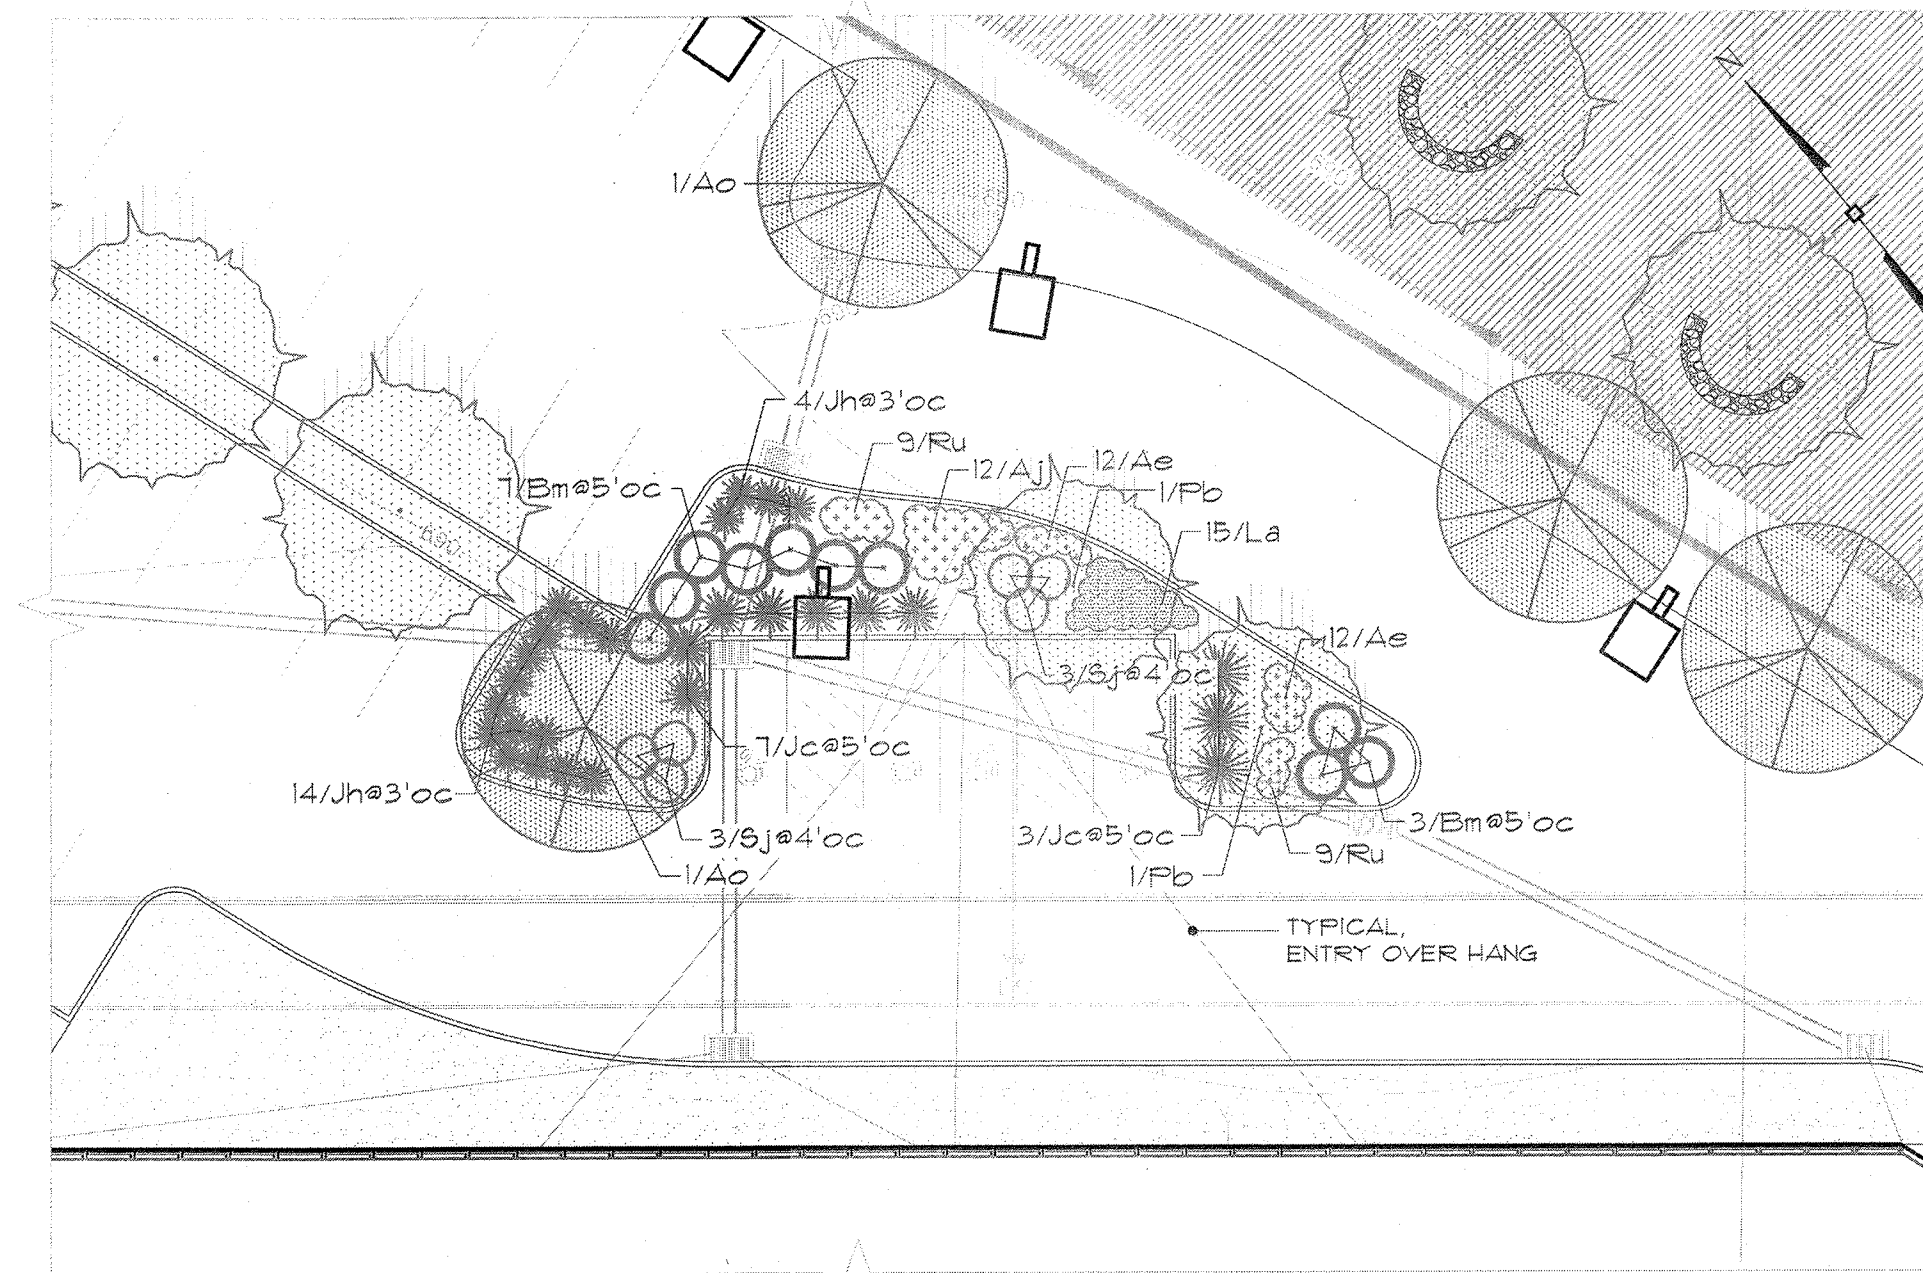 N
1/Ao
4/Jh@3'oc
9/Ru
12/Aj
12/Ae
7/Bm@5'oc
1/Pb
15/La
690
12/Ae
3/Sj@4'oc
7/Jc@5'oc
14/Jh@3'oc
3/Sj@4'oc
3/Jc@5'oc
3/Bm@5'oc
9/Ru
1/Ao
1/Pb
TYPICAL,
ENTRY OVER HANG